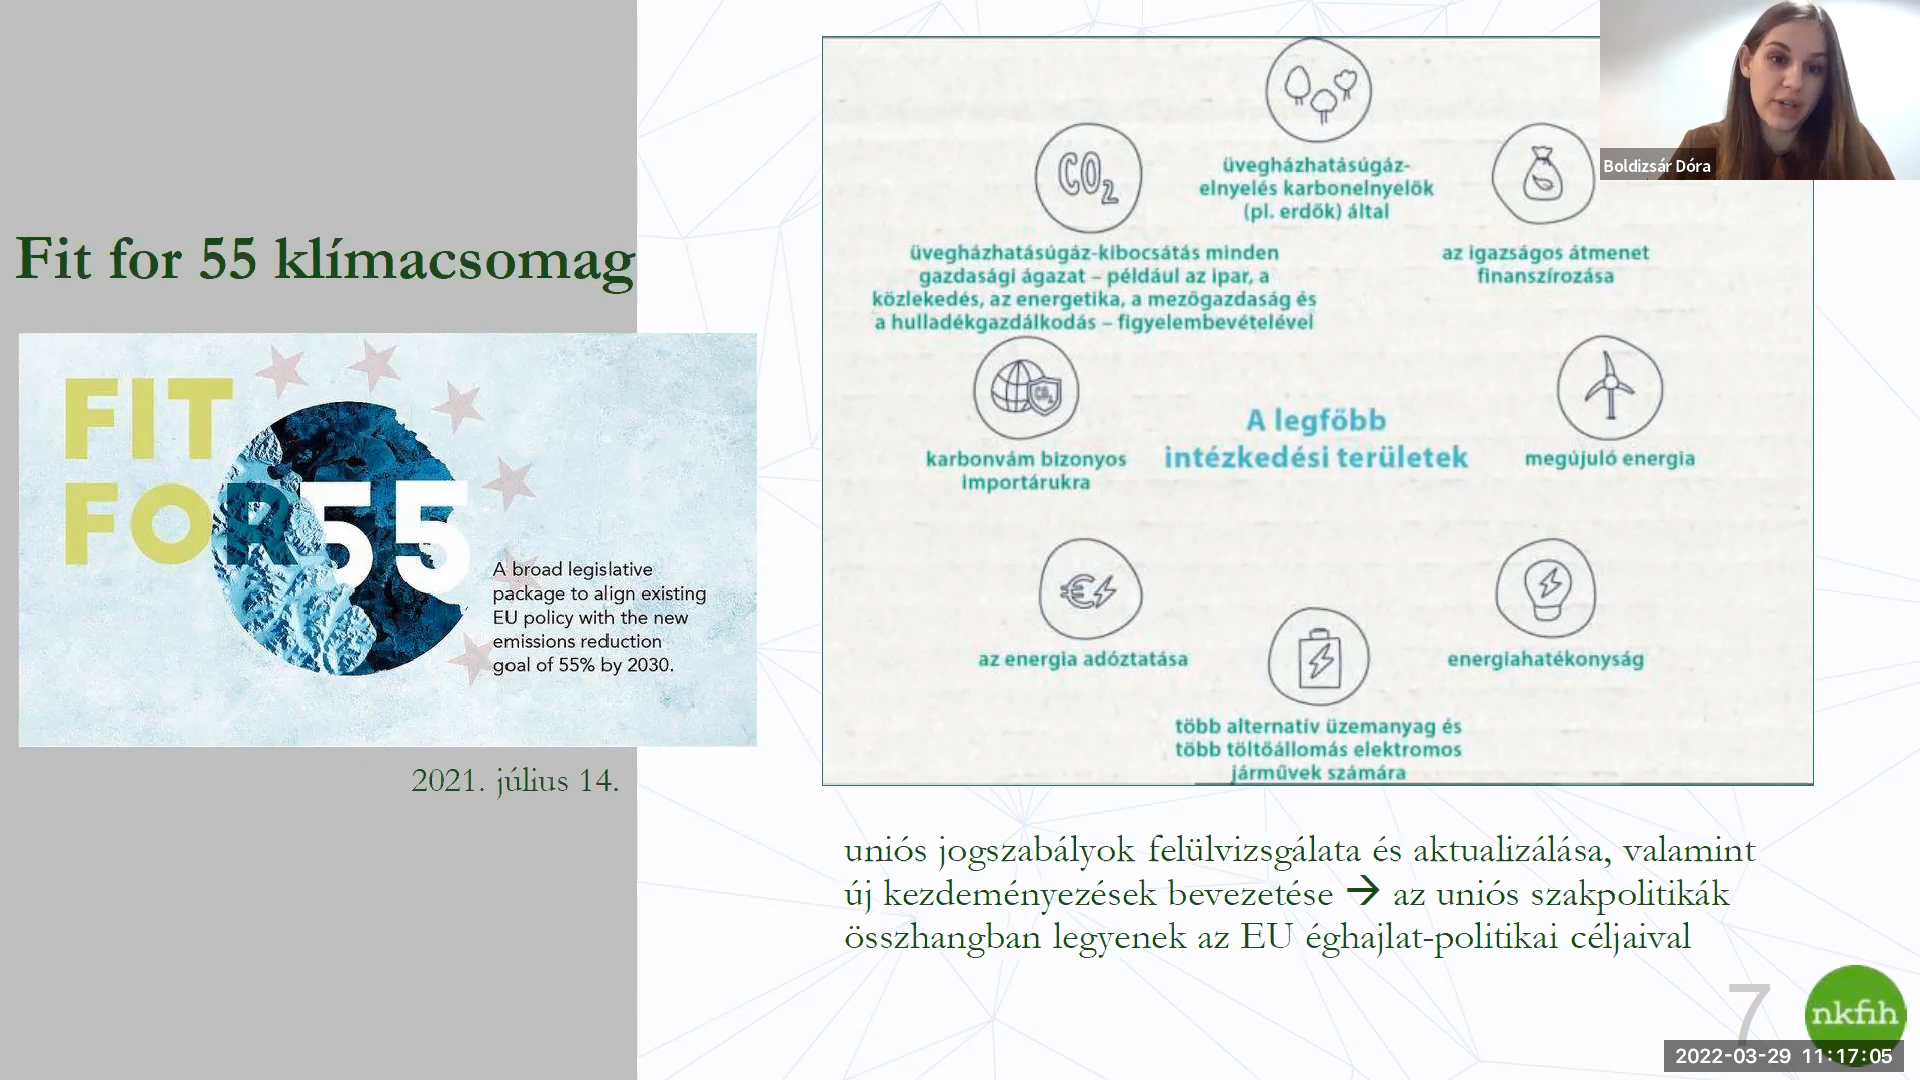 Fit for 55 klímacsomag
FIT
FOR 55
A broad legislative
package to align existing
EU policy with the new
emissions reduction
goal of 55% by 2030.
2021. július 14.
üvegházhatásúgáz-
elnyelés karbonelnyelők
(pl. erdők) által
CO2
üvegházhatásúgáz-kibocsátás minden
gazdasági ágazat – például az ipar, a
közlekedés, az energetika, a mezőgazdaság és
a hulladékgazdálkodás – figyelembevételével
az igazságos átmenet
finanszírozása
CO2
karbonvám bizonyos
importárukra
A legfőbb
intézkedési területek
megújuló energia
€
az energia adóztatása
energiahatékonyság
több alternatív üzemanyag és
több töltőállomás elektromos
járművek számára
uniós jogszabályok felülvizsgálata és aktualizálása, valamint
új kezdeményezések bevezetése → az uniós szakpolitikák
összhangban legyenek az EU éghajlat-politikai céljaival
Boldizsár Dóra
7
nkfih
2022-03-29 11:17:05